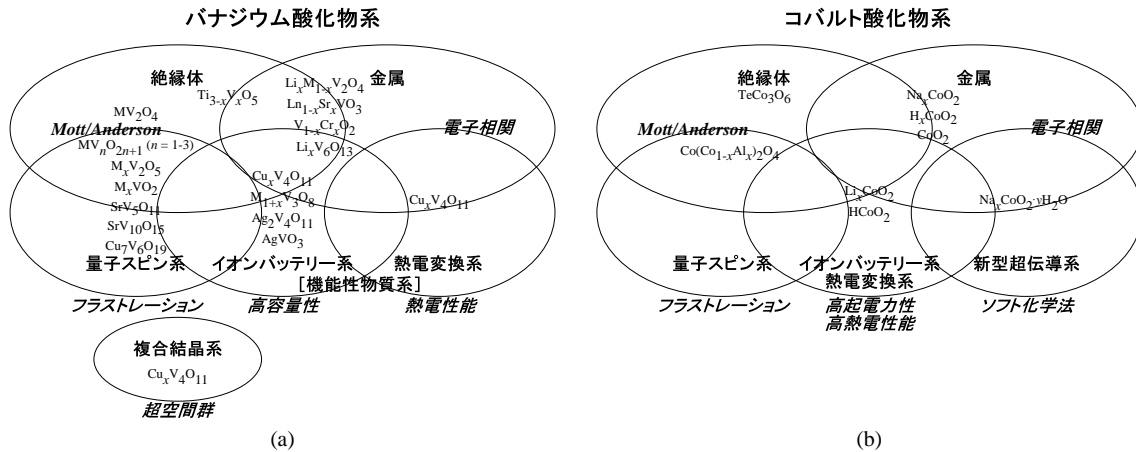 バナジウム酸化物系
絶縁体
金属
Ti3-xVxO5
LixM1-xV2O4
Ln1-xSrxVO3
V1-xCrxO2
LixV6O13
MV2O4
Mott/Anderson
電子相関
MVnO2n+1 (n = 1-3)
MxV2O5
MxVO2
SrV5O11
SrV10O15
Cu7V6O19
CuxV4O11
M1+xV3O8
Ag2V4O11
AgVO3
CuxV4O11
量子スピン系
イオンバッテリー系
熱電変換系
[機能性物質系]
フラストレーション
高容量性
熱電性能
複合結晶系
CuxV4O11
超空間群
(a)
コバルト酸化物系
絶縁体
金属
TeCo3O6
NaxCoO2
HxCoO2
CoO2
Mott/Anderson
電子相関
Co(Co1-xAlx)2O4
LixCoO2
HCoO2
NaxCoO2·yH2O
量子スピン系
イオンバッテリー系
熱電変換系
新型超伝導系
フラストレーション
高起電力性
高熱電性能
ソフト化学法
(b)